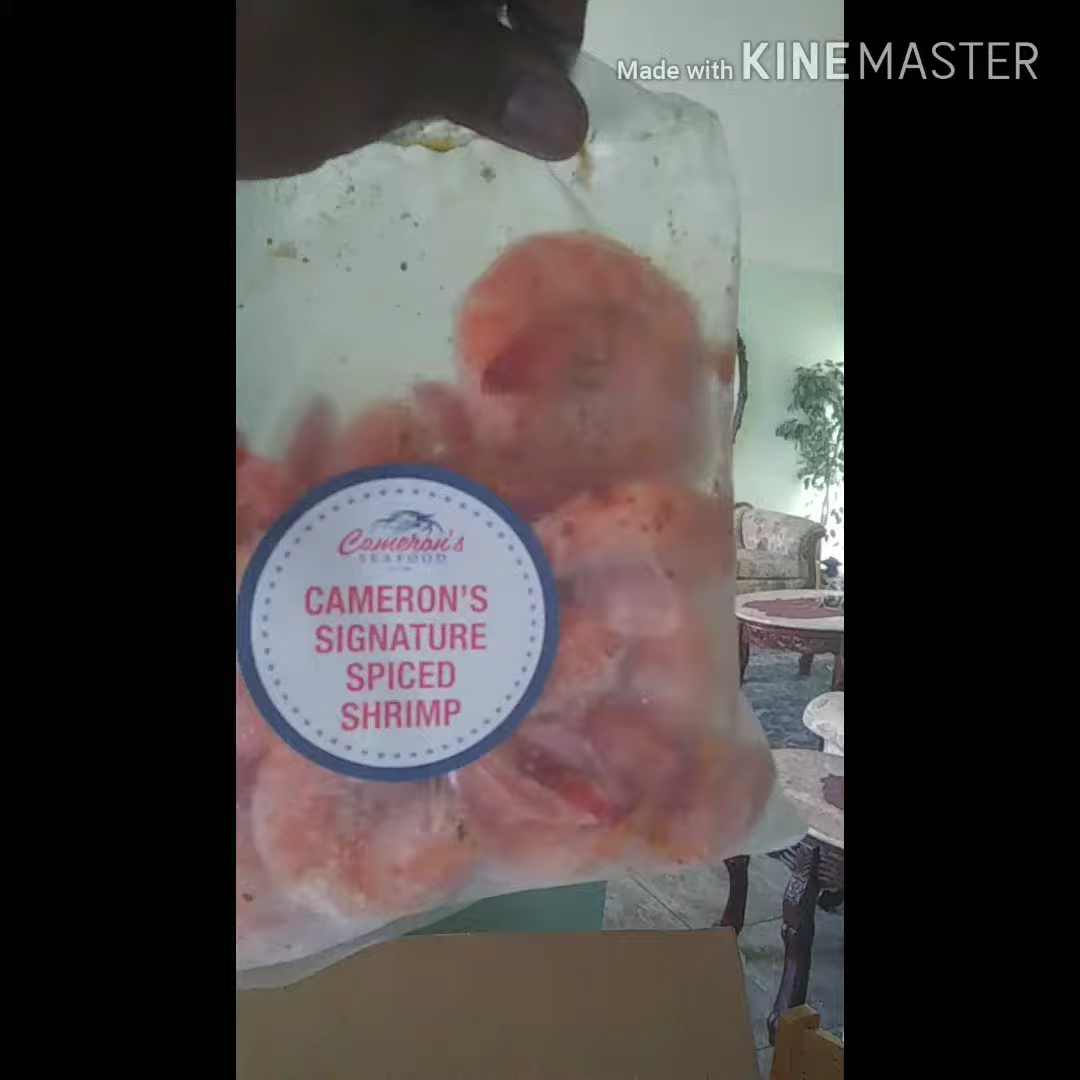 Made with KINEMASTER
Cameron's
SEAFOOD
CAMERON'S
SIGNATURE
SPICED
SHRIMP